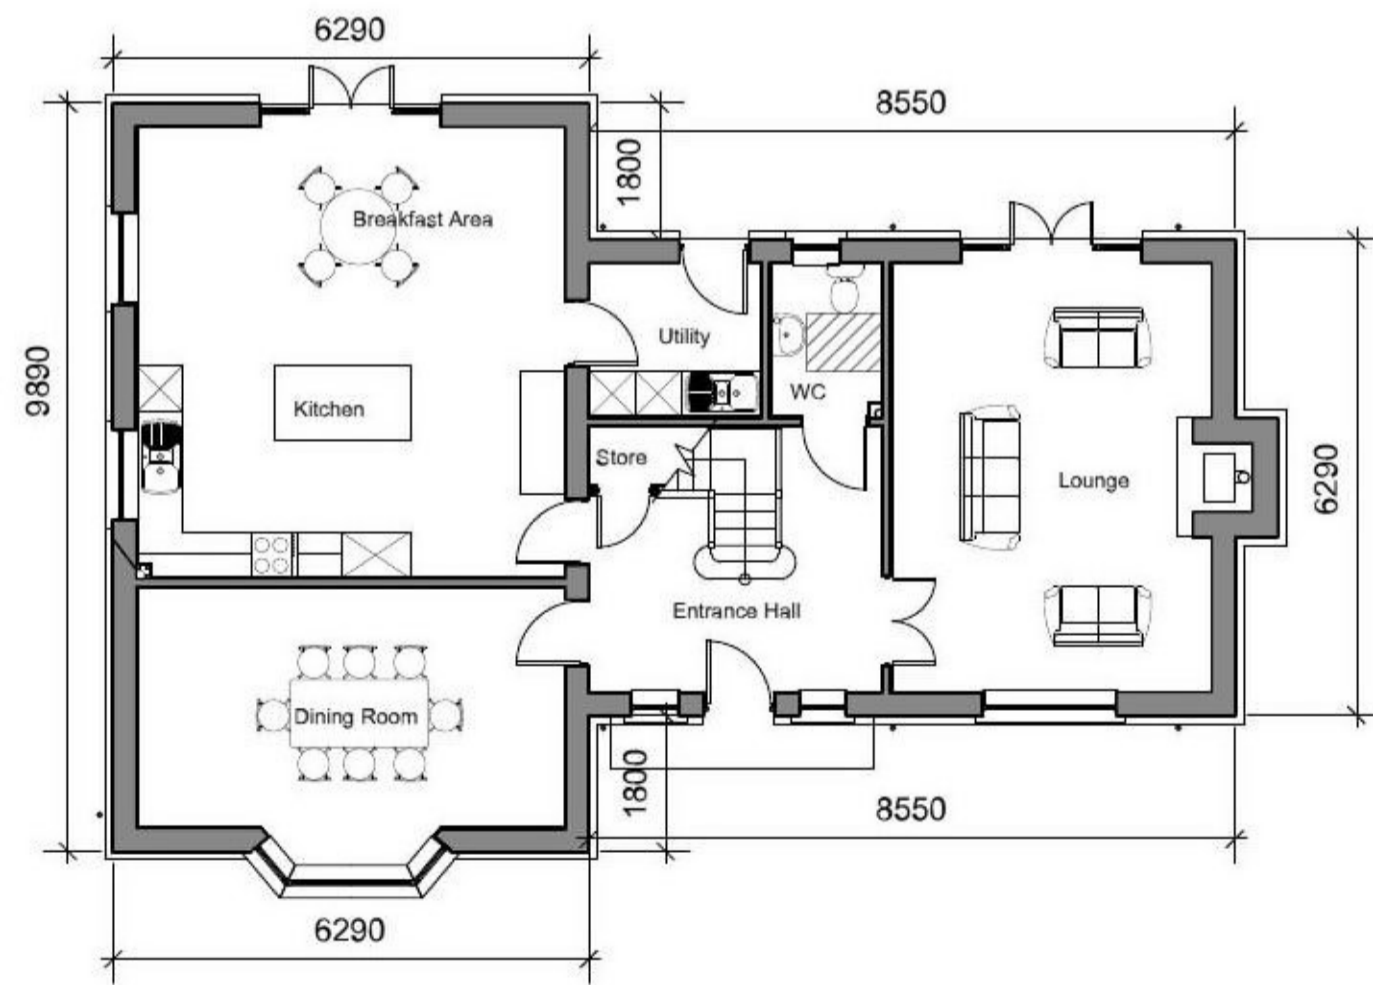 6290
8550
1800
Breakfast Area
Utility
9890
Kitchen
WC
Store
Lounge
6290
Entrance Hall
Dining Room
1800
8550
6290